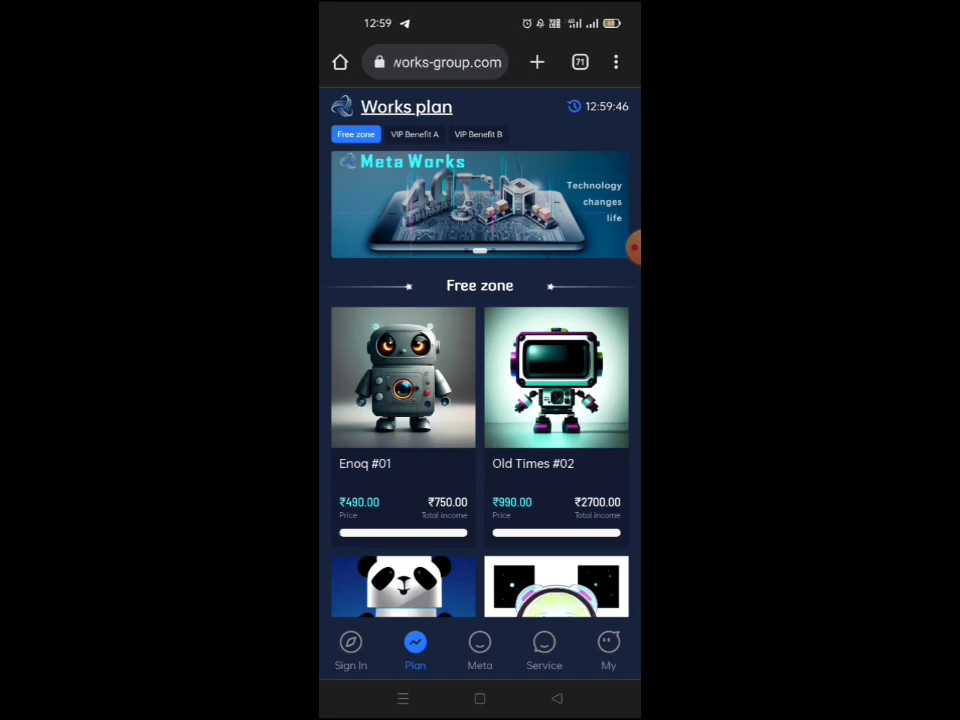 12:59
works-group.com
71
Works plan
12:59:46
Free zone VIP Benefit A VIP Benefit B
Meta Works
Technology
changes
life
Free zone
Enoq #01
Old Times #02
₹490.00 ₹750.00
Price Total income
₹990.00 ₹2700.00
Price Total income
Sign In Plan Meta Service My